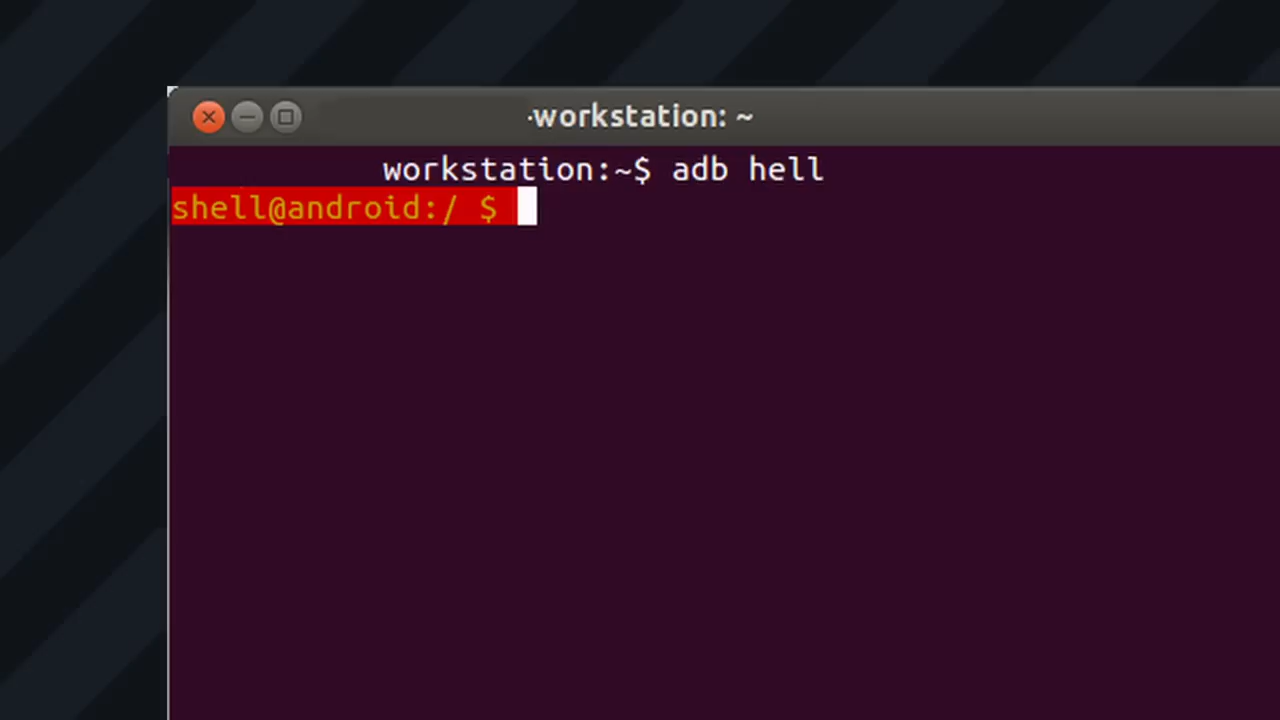 ·workstation: ~
workstation:~$ adb hell
shell@android:/ $